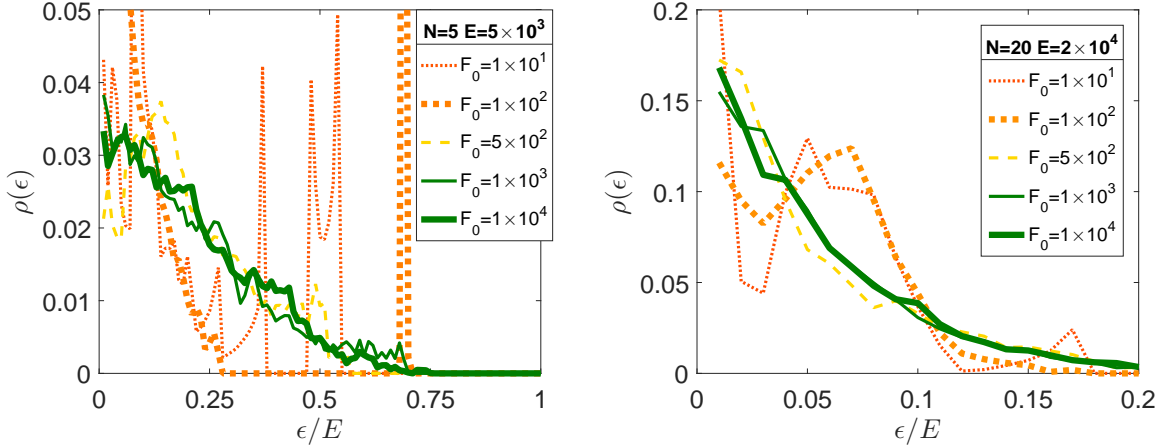 0.05
0.04
0.03
0.02
0.01
0
ρ(ϵ)
0 0.25 0.5 0.75 1
ϵ/E
N=5 E=5×10³
F₀=1×10¹
F₀=1×10²
F₀=5×10²
F₀=1×10³
F₀=1×10⁴
0.2
0.15
0.1
0.05
0
ρ(ϵ)
0 0.05 0.1 0.15 0.2
ϵ/E
N=20 E=2×10⁴
F₀=1×10¹
F₀=1×10²
F₀=5×10²
F₀=1×10³
F₀=1×10⁴